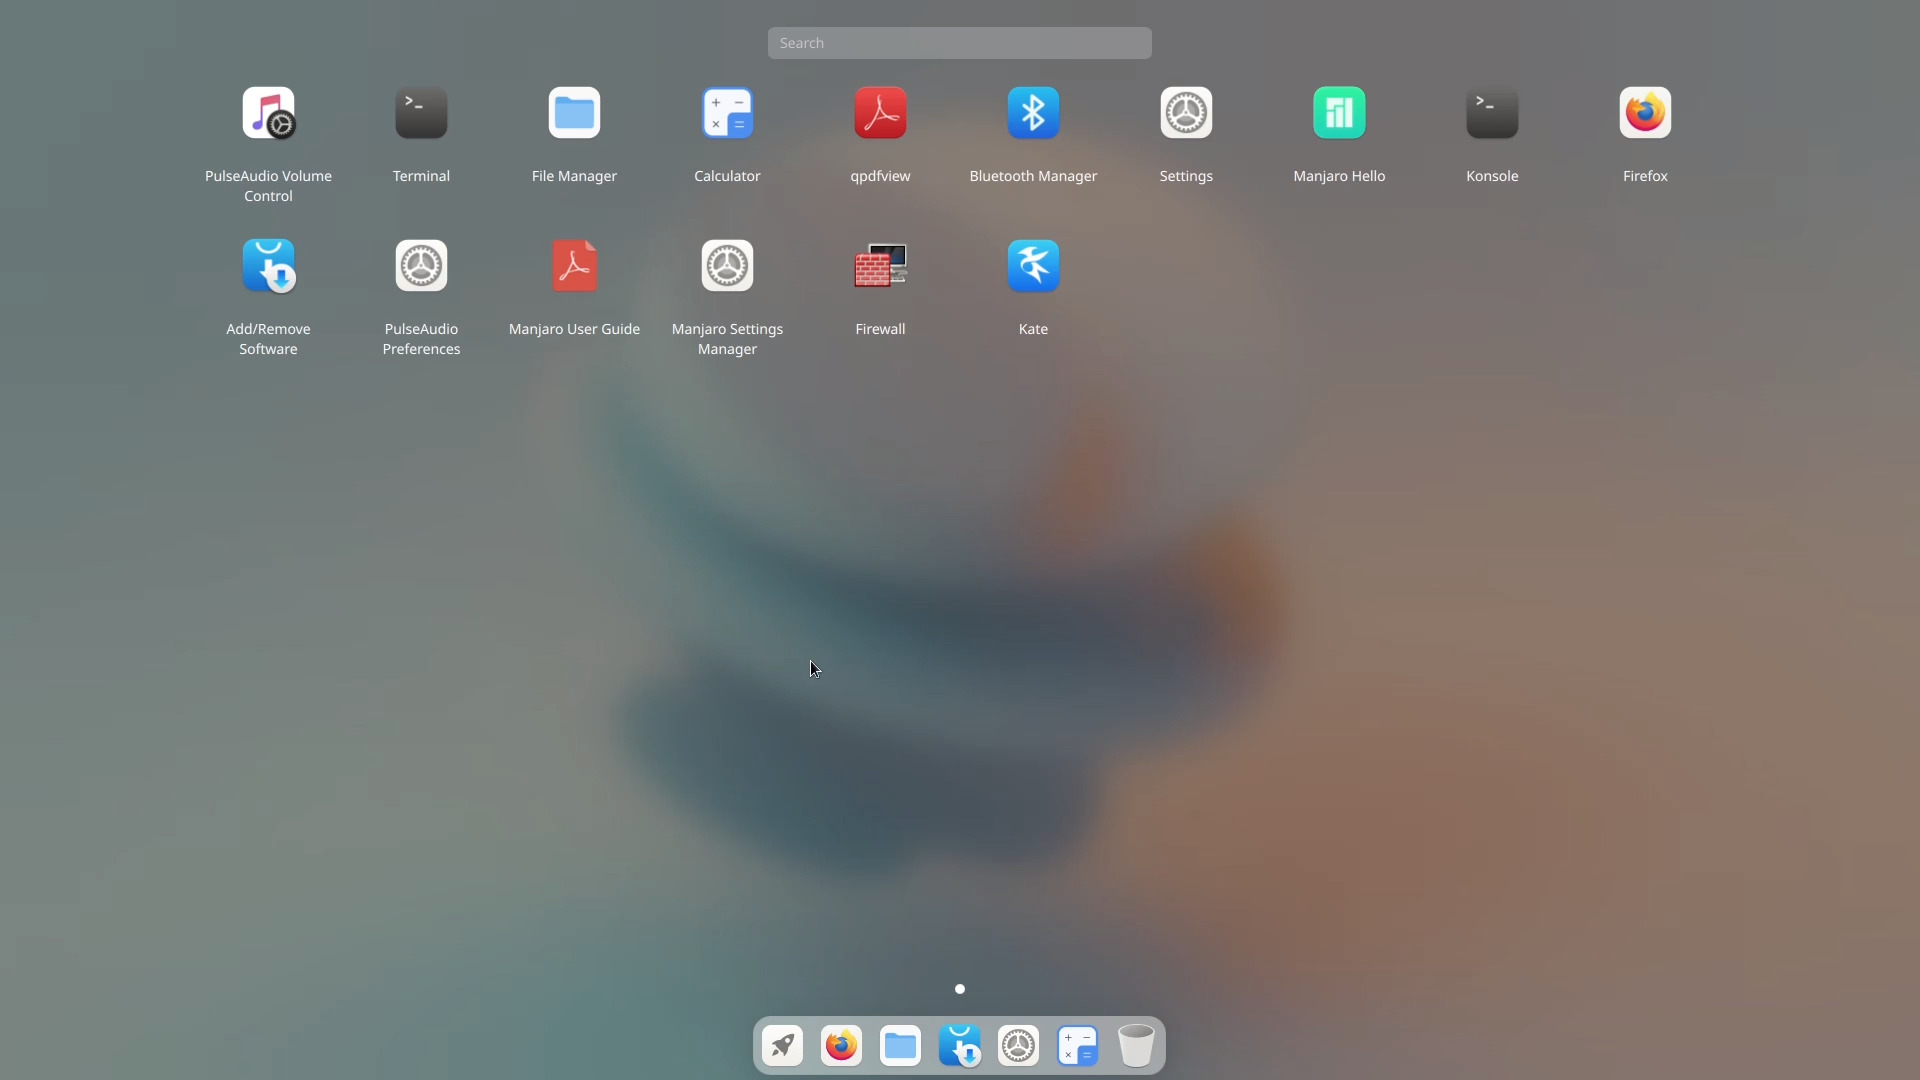 Search
PulseAudio Volume
Control
Terminal
File Manager
Calculator
qpdfview
Bluetooth Manager
Settings
Manjaro Hello
Konsole
Firefox
Add/Remove
Software
PulseAudio
Preferences
Manjaro User Guide
Manjaro Settings
Manager
Firewall
Kate